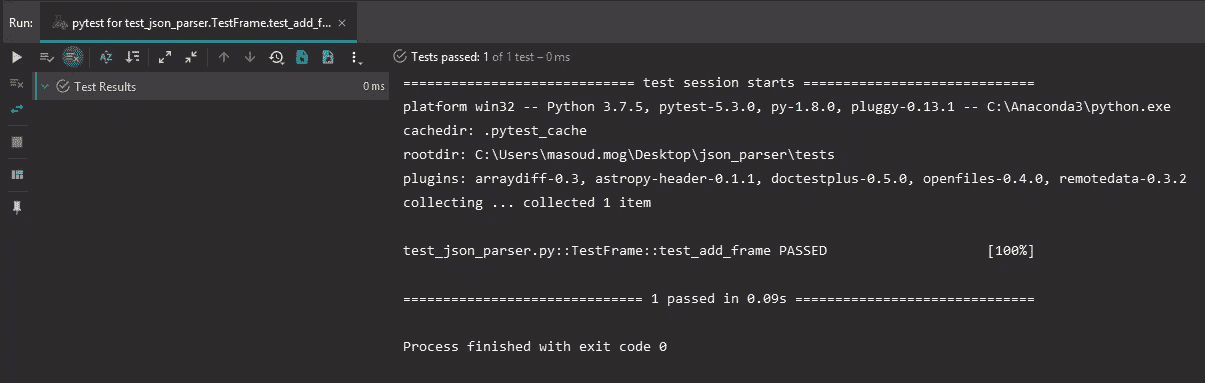 Run: pytest for test_json_parser.TestFrame.test_add_f... ×
Tests passed: 1 of 1 test – 0 ms
Test Results 0 ms
============================= test session starts =============================
platform win32 -- Python 3.7.5, pytest-5.3.0, py-1.8.0, pluggy-0.13.1 -- C:\Anaconda3\python.exe
cachedir: .pytest_cache
rootdir: C:\Users\masoud.mog\Desktop\json_parser\tests
plugins: arraydiff-0.3, astropy-header-0.1.1, doctestplus-0.5.0, openfiles-0.4.0, remotedata-0.3.2
collecting ... collected 1 item
test_json_parser.py::TestFrame::test_add_frame PASSED [100%]
============================== 1 passed in 0.09s ==============================
Process finished with exit code 0